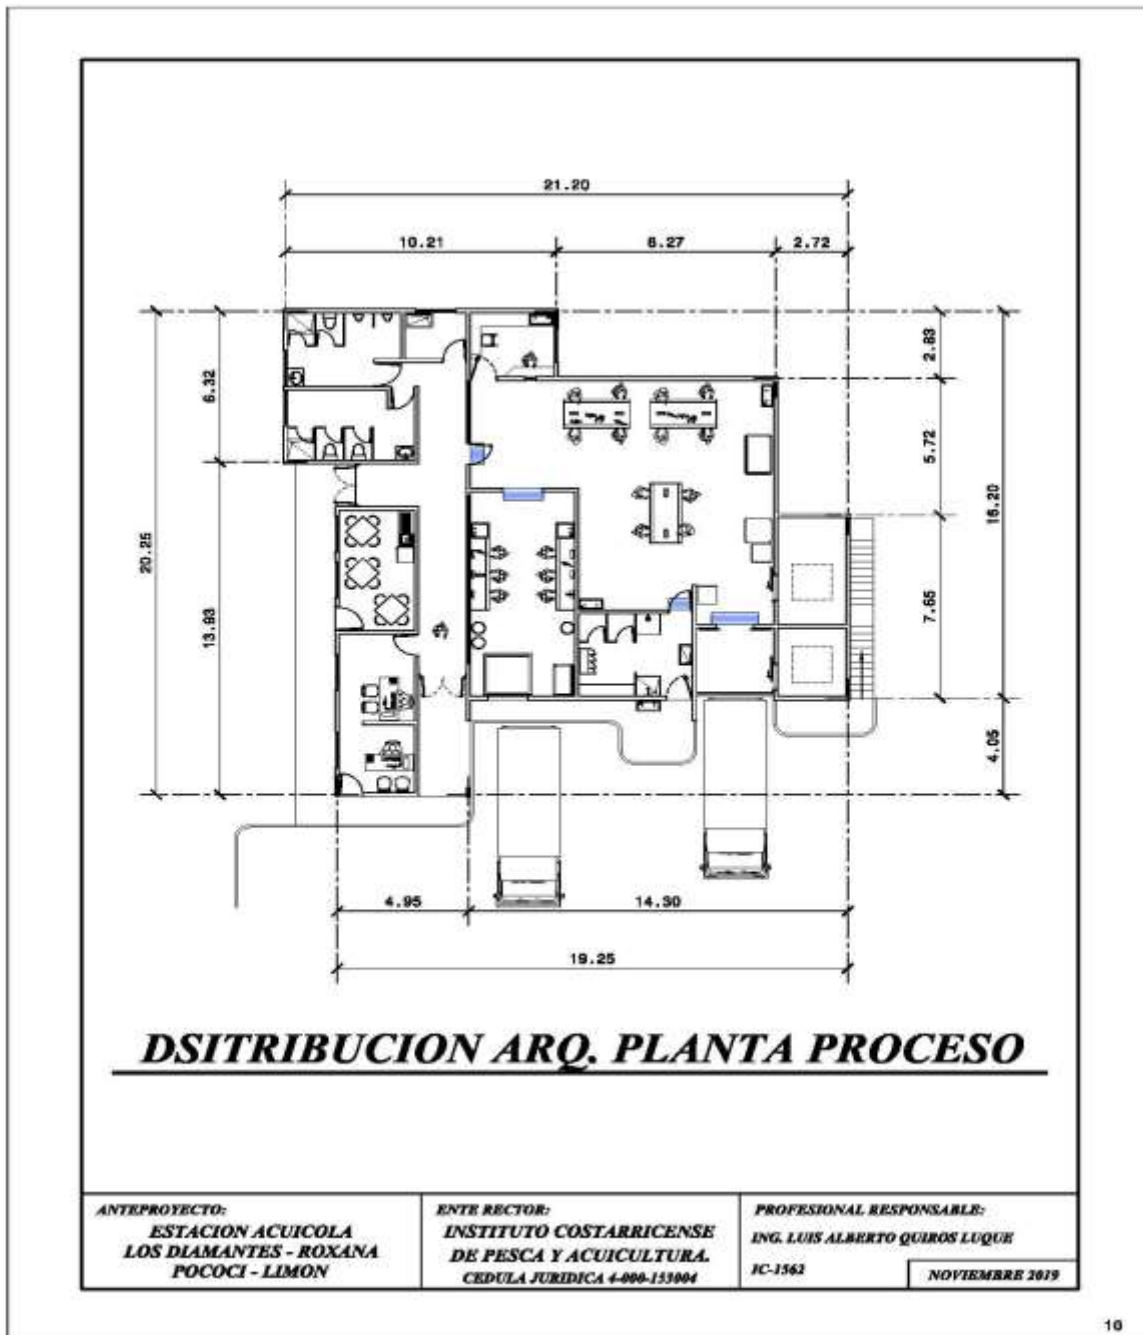 21.20
10.21
6.27
2.72
2.83
6.32
5.72
16.20
20.25
7.65
13.93
4.05
4.95
14.30
19.25
DSITRIBUCION ARQ. PLANTA PROCESO
ANTEPROYECTO:
ESTACION ACUICOLA
LOS DIAMANTES - ROXANA
POCOCI - LIMON
ENTE RECTOR:
INSTITUTO COSTARRICENSE
DE PESCA Y ACUICULTURA.
CEDULA JURIDICA 4-000-153004
PROFESIONAL RESPONSABLE:
ING. LUIS ALBERTO QUIROS LUQUE
IC-1562
NOVIEMBRE 2019
10